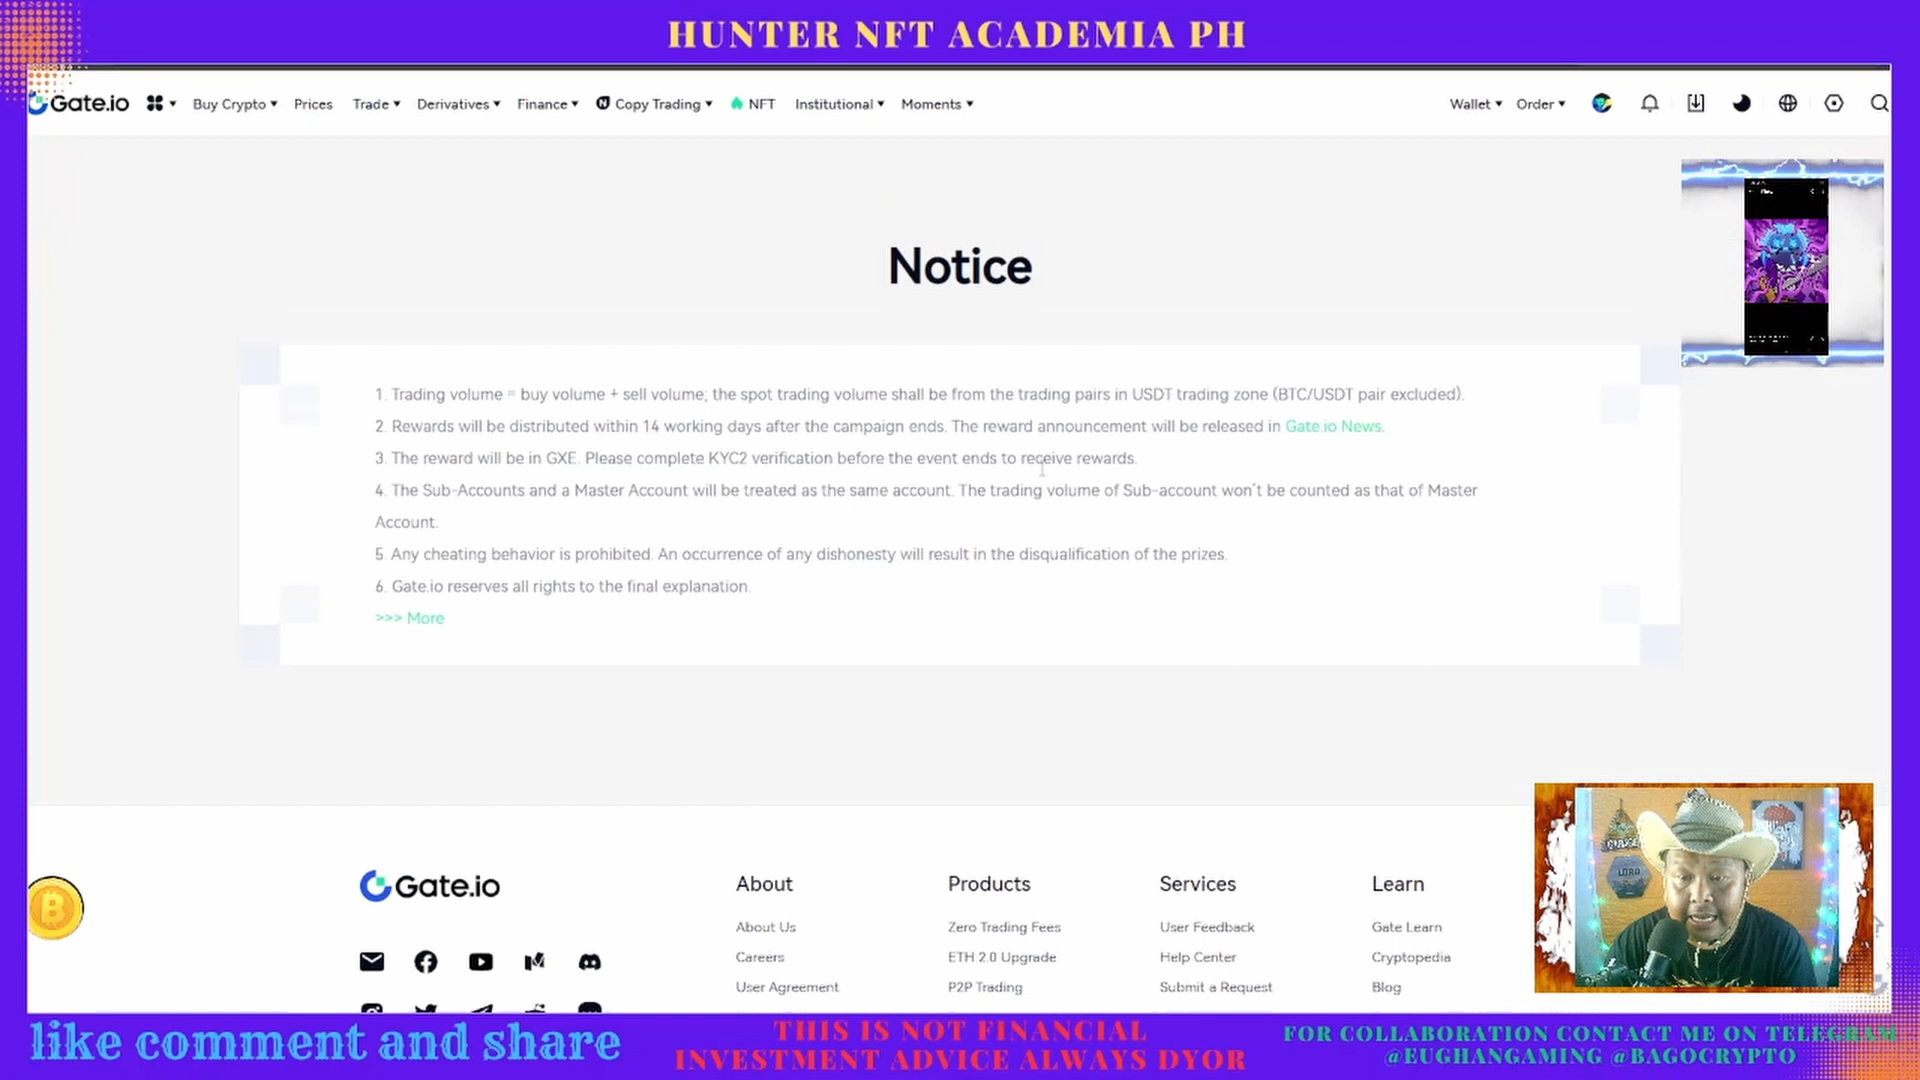 HUNTER NFT ACADEMIA PH
Gate.io Buy Crypto Prices Trade Derivatives Finance Copy Trading NFT Institutional Moments Wallet Order
Notice
1. Trading volume = buy volume + sell volume; the spot trading volume shall be from the trading pairs in USDT trading zone (BTC/USDT pair excluded).
2. Rewards will be distributed within 14 working days after the campaign ends. The reward announcement will be released in Gate.io News.
3. The reward will be in GXE. Please complete KYC2 verification before the event ends to receive rewards.
4. The Sub-Accounts and a Master Account will be treated as the same account. The trading volume of Sub-account won't be counted as that of Master
Account.
5. Any cheating behavior is prohibited. An occurrence of any dishonesty will result in the disqualification of the prizes.
6. Gate.io reserves all rights to the final explanation.
>>> More
Gate.io
About
About Us
Careers
User Agreement
Products
Zero Trading Fees
ETH 2.0 Upgrade
P2P Trading
Services
User Feedback
Help Center
Submit a Request
Learn
Gate Learn
Cryptopedia
Blog
like comment and share
THIS IS NOT FINANCIAL
INVESTMENT ADVICE ALWAYS DYOR
FOR COLLABORATION CONTACT ME ON TELEGRAM
@EUGHANGAMING @BAGOCRYPTO